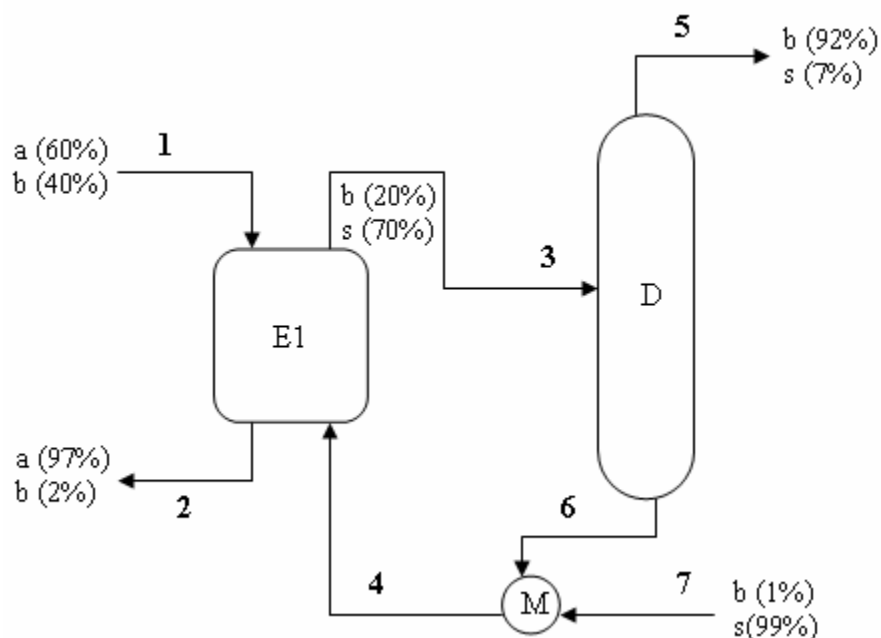 5
b (92%)
s (7%)
1
a (60%)
b (40%)
b (20%)
s (70%)
3
D
E1
a (97%)
b (2%)
2
6
4
7
M
b (1%)
s(99%)